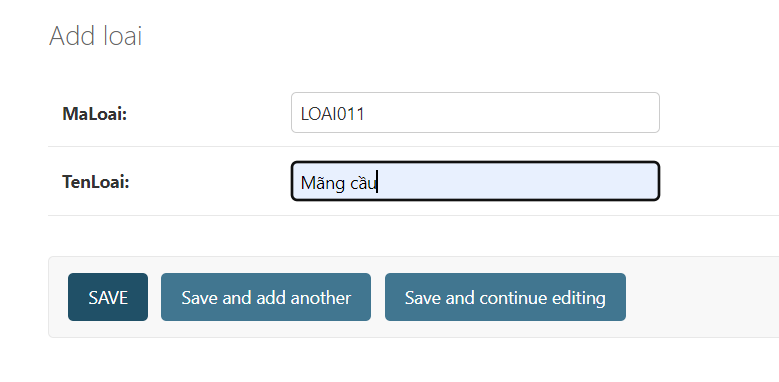 Add loai
MaLoai: LOAI011
TenLoai: Mãng cầu
SAVE Save and add another Save and continue editing